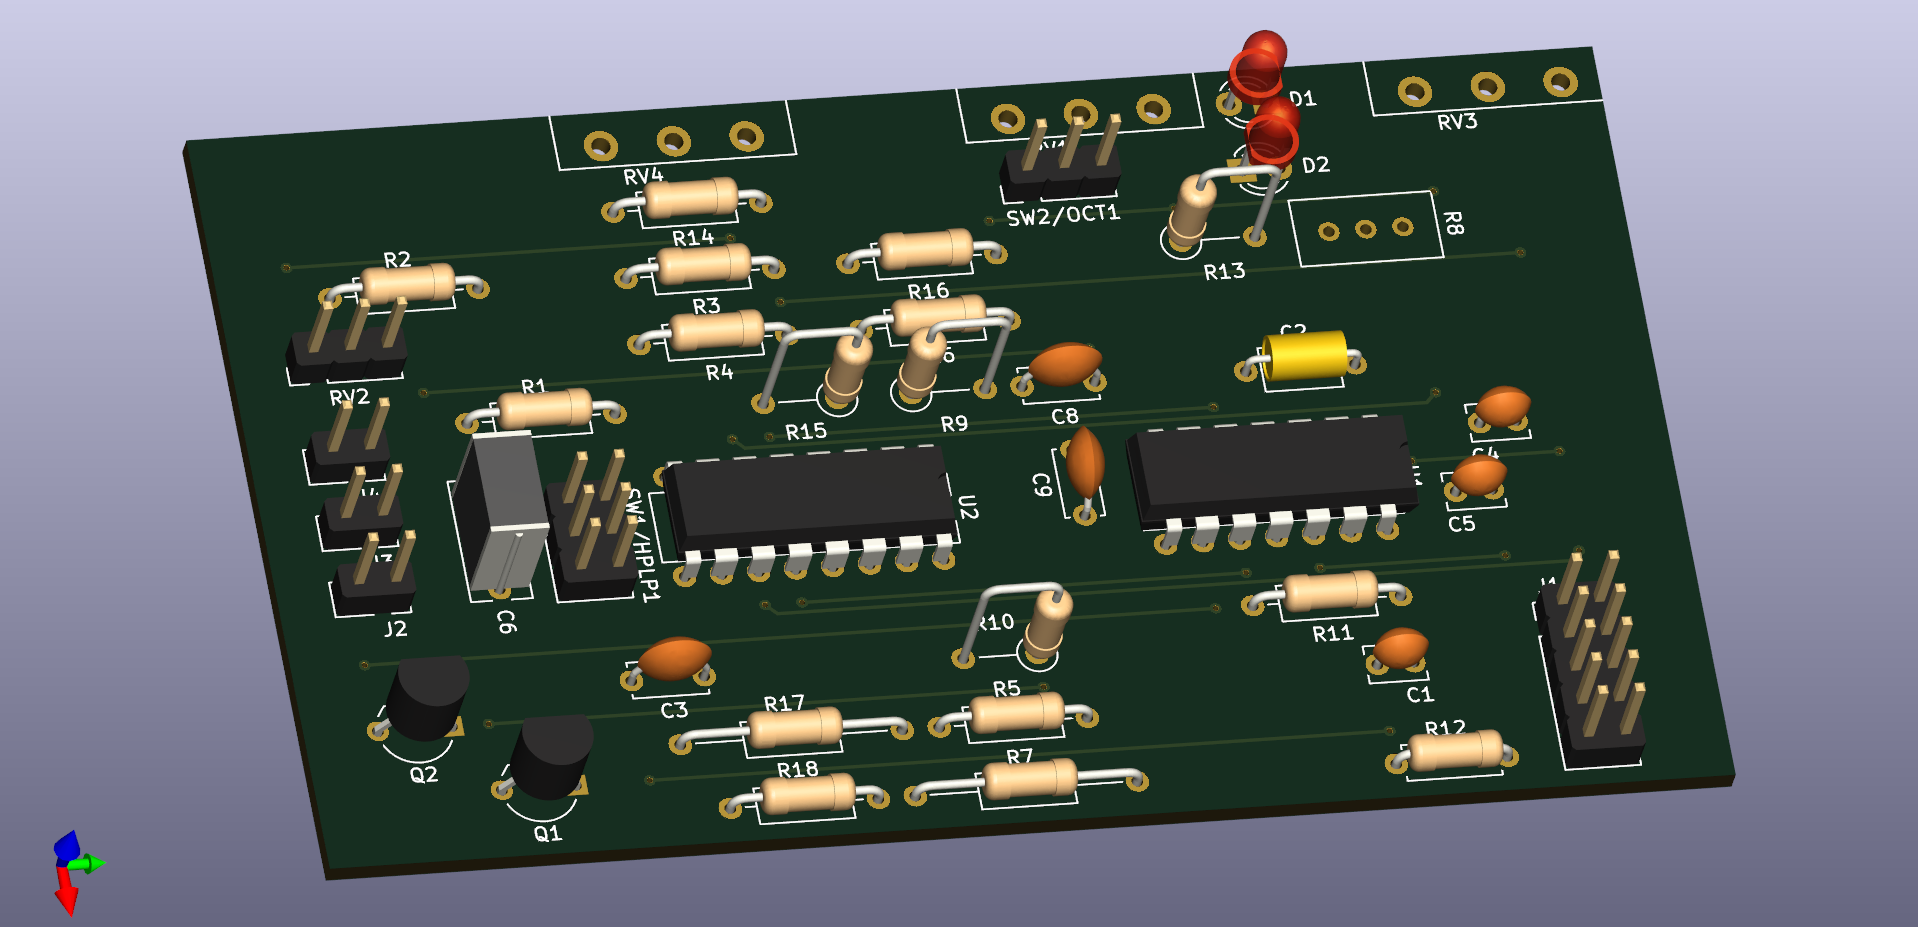 D1
RV3
D2
RV4
SW2/OCT1
R8
R14
R13
R2
R16
R3
R4
R1
RV2
R15
R9
C8
C9
U2
C5
SW1/HPLP1
J2
C6
R10
R11
C1
C3
R17
R5
R12
Q2
R18
R7
Q1